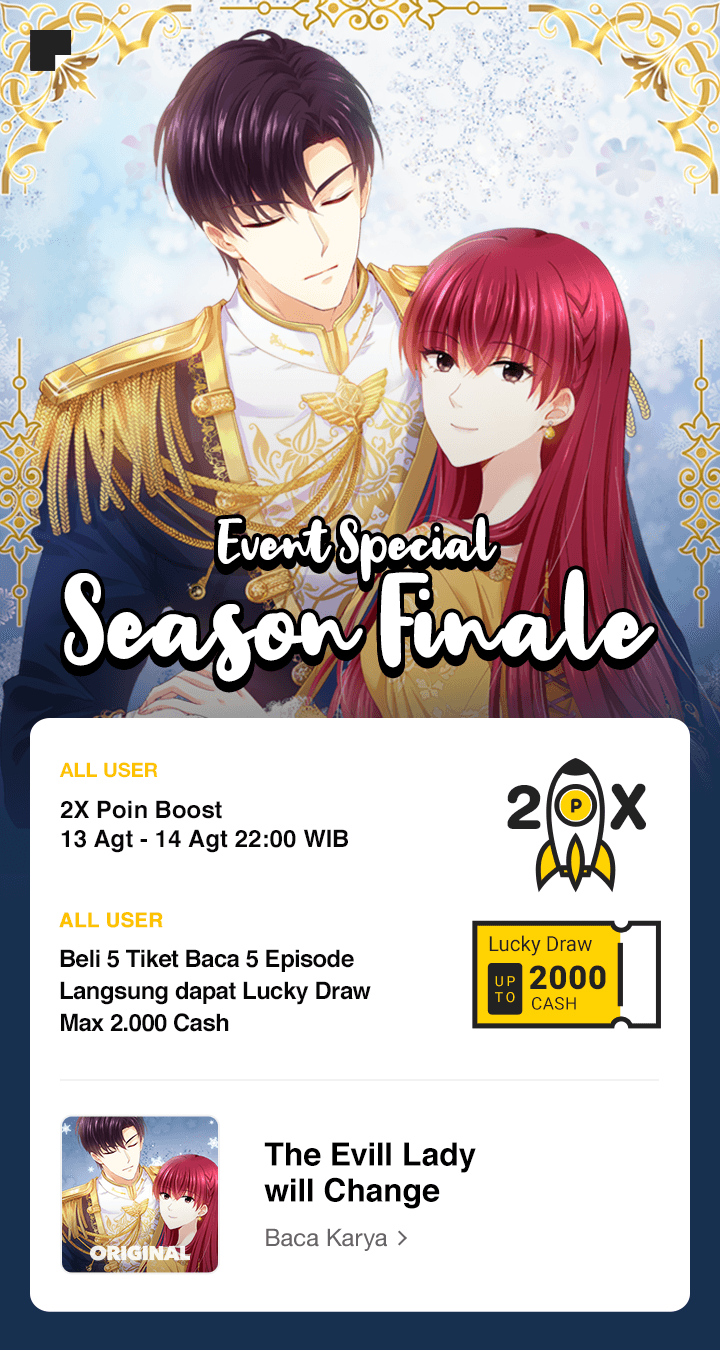 Event Special
Season Finale
ALL USER
2X Poin Boost
13 Agt - 14 Agt 22:00 WIB
2 P X
ALL USER
Beli 5 Tiket Baca 5 Episode
Langsung dapat Lucky Draw
Max 2.000 Cash
Lucky Draw
UP TO 2000
CASH
The Evill Lady
will Change
ORIGINAL
Baca Karya >